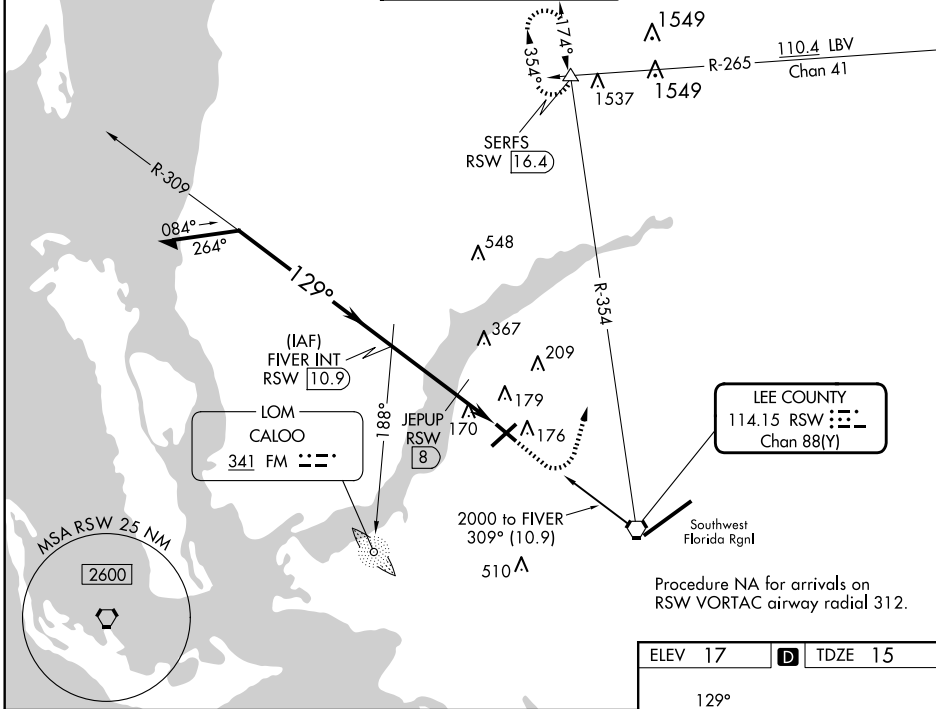 1549
174°
354°
R-265
110.4 LBV
Chan 41
1537
1549
SERFS
RSW 16.4
R-309
084°
264°
548
129°
R-354
(IAF)
FIVER INT
RSW 10.9
367
209
LOM
CALOO
341 FM
188°
JEPUP
RSW
8
170
179
176
LEE COUNTY
114.15 RSW
Chan 88(Y)
2000 to FIVER
309° (10.9)
Southwest
Florida Rgnl
MSA RSW 25 NM
2600
510
Procedure NA for arrivals on
RSW VORTAC airway radial 312.
ELEV 17 D TDZE 15
129°